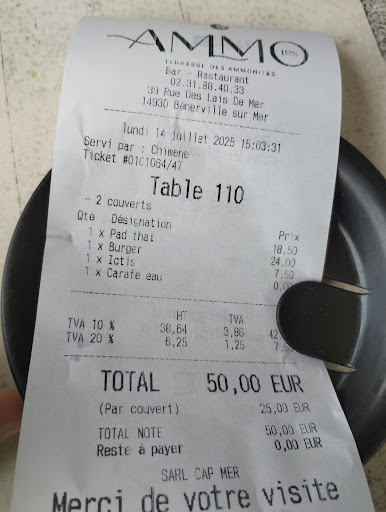 AMMO
TERRASSE DES AMMONITES
Bar - Restaurant
02.31.88.40.33
39 Rue Des Lais De Mer
14930 Bénerville sur Mer
lundi 14 juillet 2025 15:03:31
Servi par : Chimene
Ticket #0101064/47
Table 110
- 2 couverts
Qté Désignation Prix
1 x Pad thai 18,50
1 x Burger 24,00
1 x Ictis 7,50
1 x Carafe eau 0,00
HT TVA
TVA 10 % 38,64 3,86 42
TVA 20 % 6,25 1,25
TOTAL 50,00 EUR
(Par couvert) 25,00 EUR
TOTAL NOTE 50,00 EUR
Reste à payer 0,00 EUR
SARL CAP MER
Merci de votre visite